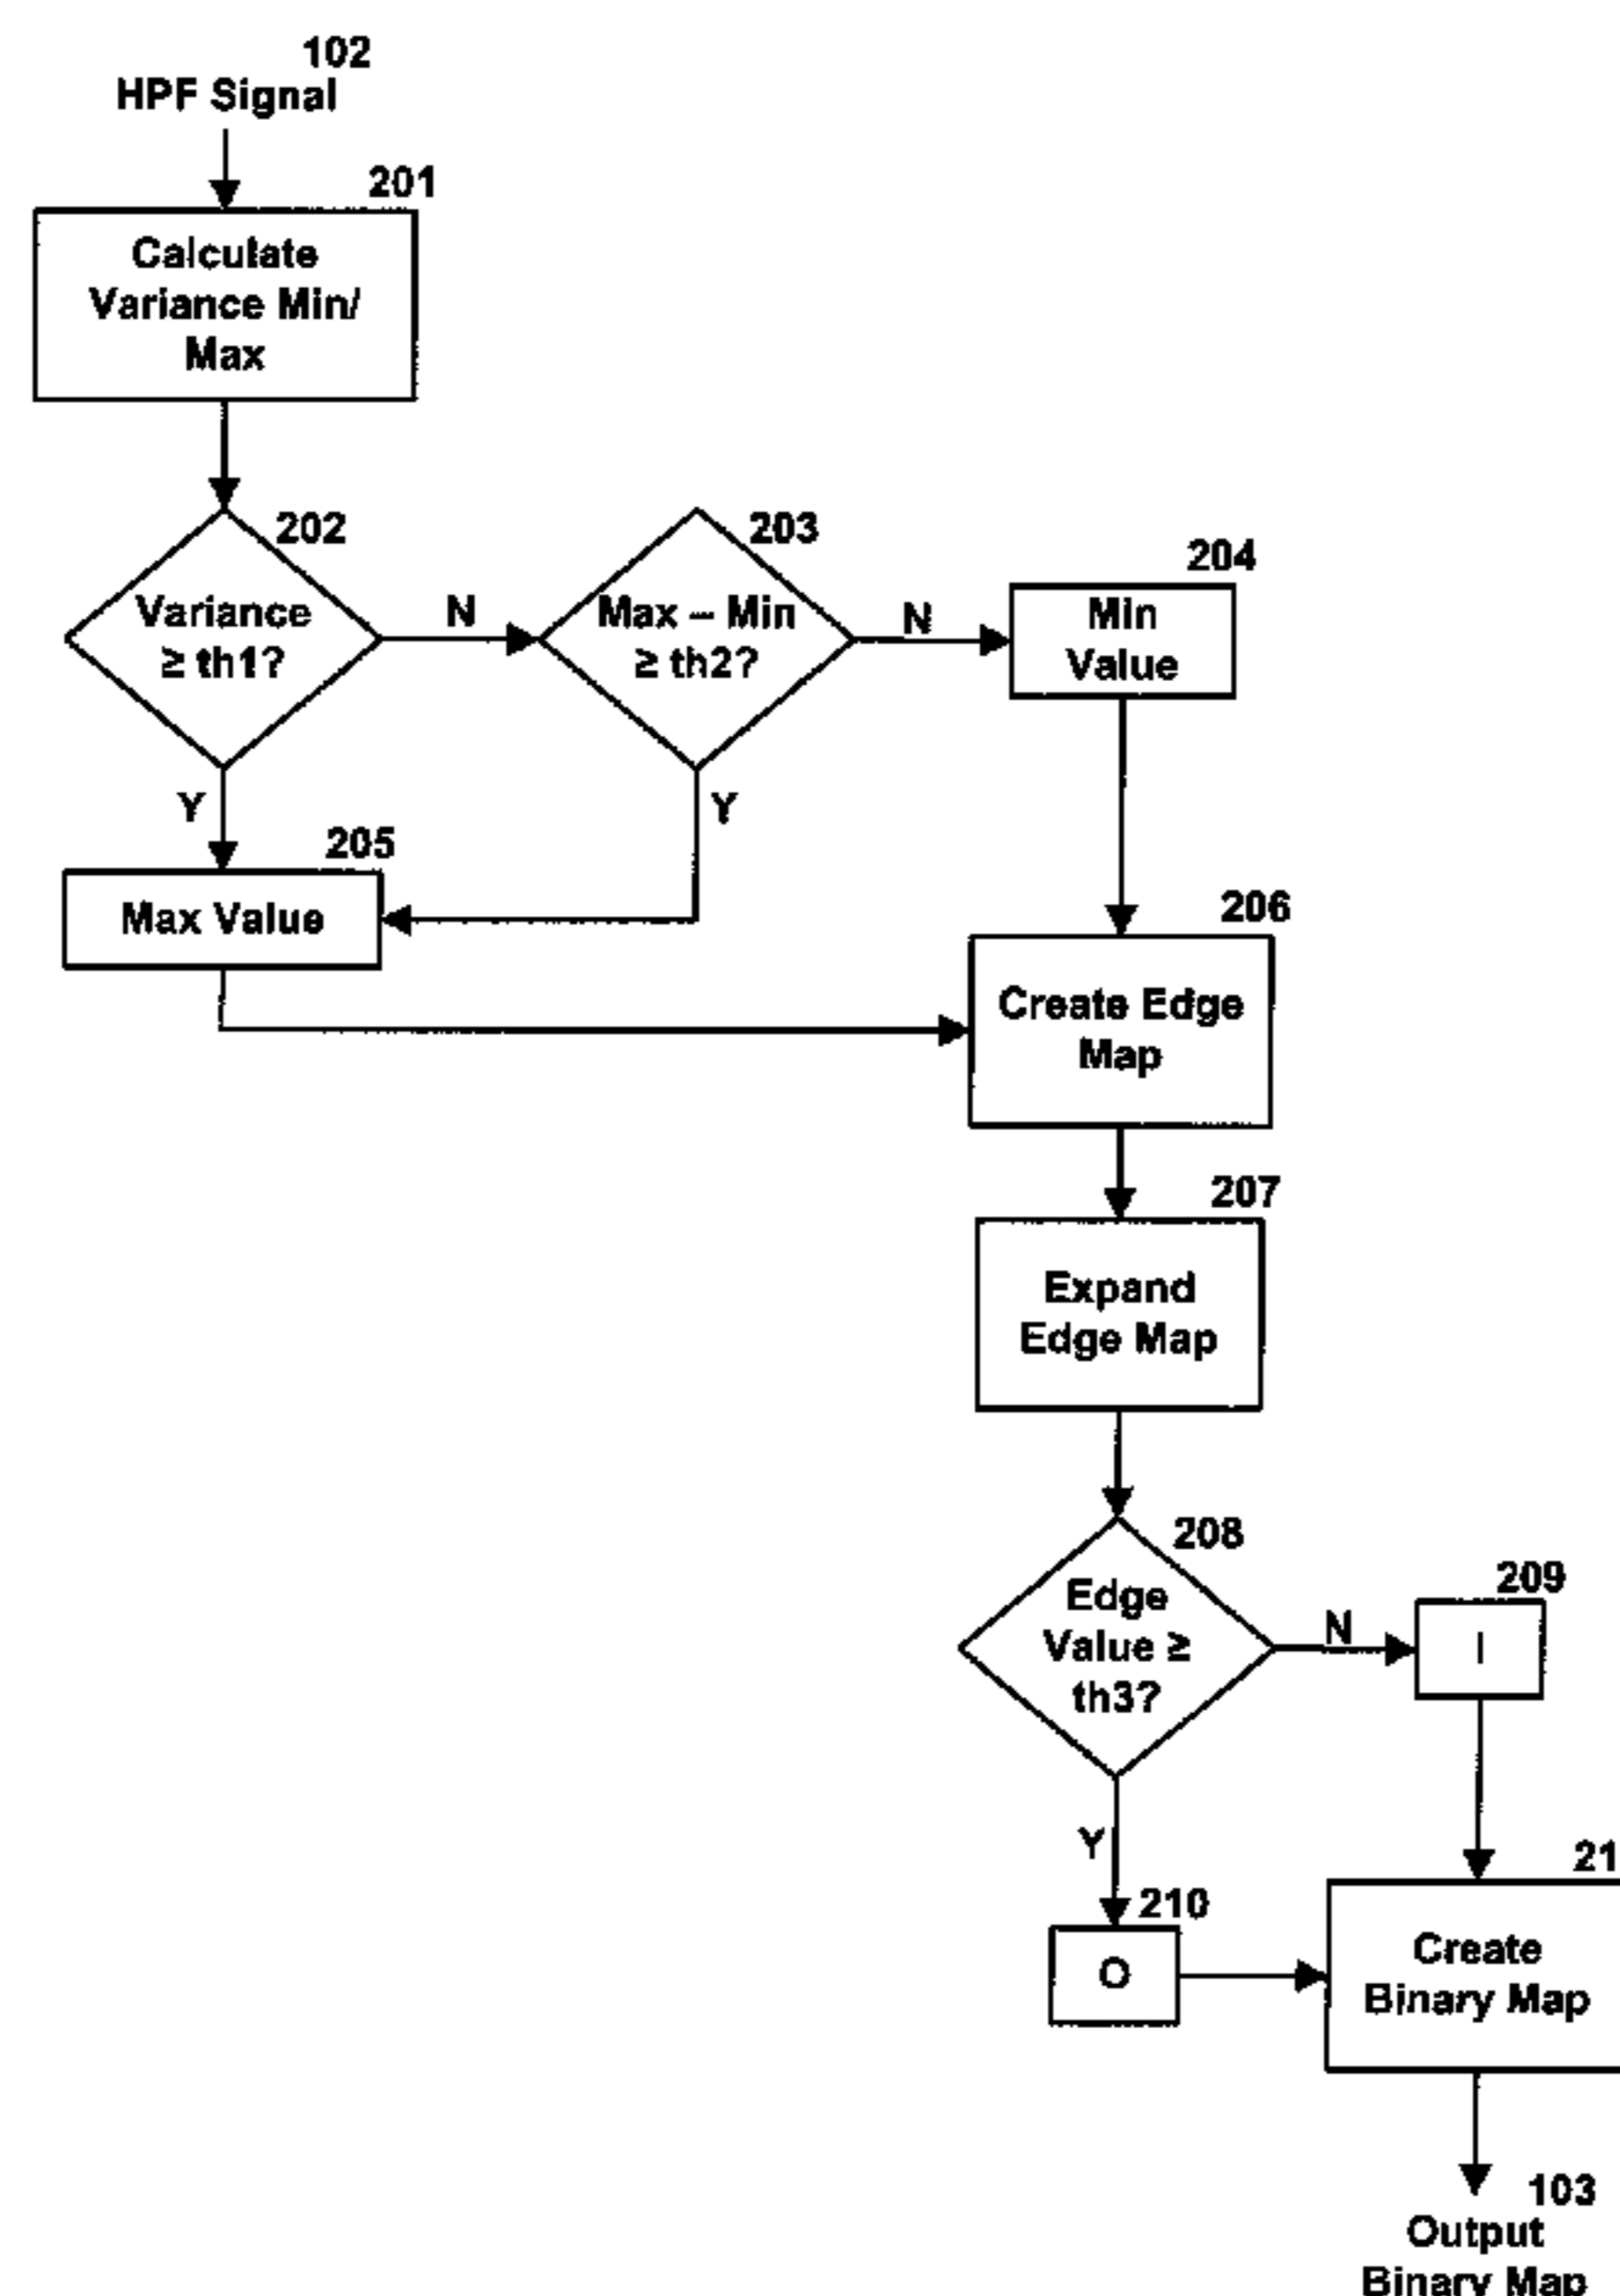 102
HPF Signal
201
Calculate
Variance Min/
Max
202
Variance
≥ th1?
N
203
Max – Min
≥ th2?
N
204
Min
Value
Y
Y
205
Max Value
206
Create Edge
Map
207
Expand
Edge Map
208
Edge
Value ≥
th3?
N
209
I
Y
210
O
21
Create
Binary Map
103
Output
Binary Map